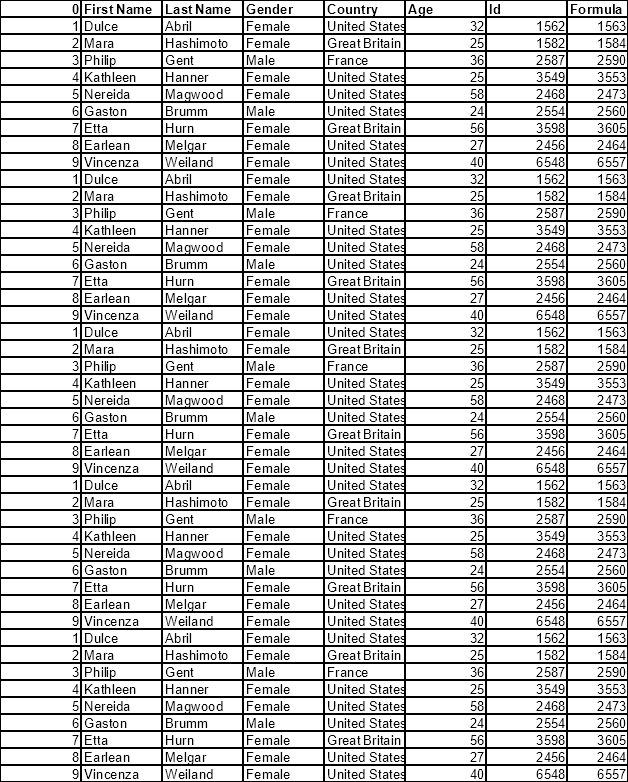 0 First Name Last Name Gender Country Age Id Formula
1 Dulce Abril Female United States 32 1562 1563
2 Mara Hashimoto Female Great Britain 25 1582 1584
3 Philip Gent Male France 36 2587 2590
4 Kathleen Hanner Female United States 25 3549 3553
5 Nereida Magwood Female United States 58 2468 2473
6 Gaston Brumm Male United States 24 2554 2560
7 Etta Hurn Female Great Britain 56 3598 3605
8 Earlean Melgar Female United States 27 2456 2464
9 Vincenza Weiland Female United States 40 6548 6557
1 Dulce Abril Female United States 32 1562 1563
2 Mara Hashimoto Female Great Britain 25 1582 1584
3 Philip Gent Male France 36 2587 2590
4 Kathleen Hanner Female United States 25 3549 3553
5 Nereida Magwood Female United States 58 2468 2473
6 Gaston Brumm Male United States 24 2554 2560
7 Etta Hurn Female Great Britain 56 3598 3605
8 Earlean Melgar Female United States 27 2456 2464
9 Vincenza Weiland Female United States 40 6548 6557
1 Dulce Abril Female United States 32 1562 1563
2 Mara Hashimoto Female Great Britain 25 1582 1584
3 Philip Gent Male France 36 2587 2590
4 Kathleen Hanner Female United States 25 3549 3553
5 Nereida Magwood Female United States 58 2468 2473
6 Gaston Brumm Male United States 24 2554 2560
7 Etta Hurn Female Great Britain 56 3598 3605
8 Earlean Melgar Female United States 27 2456 2464
9 Vincenza Weiland Female United States 40 6548 6557
1 Dulce Abril Female United States 32 1562 1563
2 Mara Hashimoto Female Great Britain 25 1582 1584
3 Philip Gent Male France 36 2587 2590
4 Kathleen Hanner Female United States 25 3549 3553
5 Nereida Magwood Female United States 58 2468 2473
6 Gaston Brumm Male United States 24 2554 2560
7 Etta Hurn Female Great Britain 56 3598 3605
8 Earlean Melgar Female United States 27 2456 2464
9 Vincenza Weiland Female United States 40 6548 6557
1 Dulce Abril Female United States 32 1562 1563
2 Mara Hashimoto Female Great Britain 25 1582 1584
3 Philip Gent Male France 36 2587 2590
4 Kathleen Hanner Female United States 25 3549 3553
5 Nereida Magwood Female United States 58 2468 2473
6 Gaston Brumm Male United States 24 2554 2560
7 Etta Hurn Female Great Britain 56 3598 3605
8 Earlean Melgar Female United States 27 2456 2464
9 Vincenza Weiland Female United States 40 6548 6557